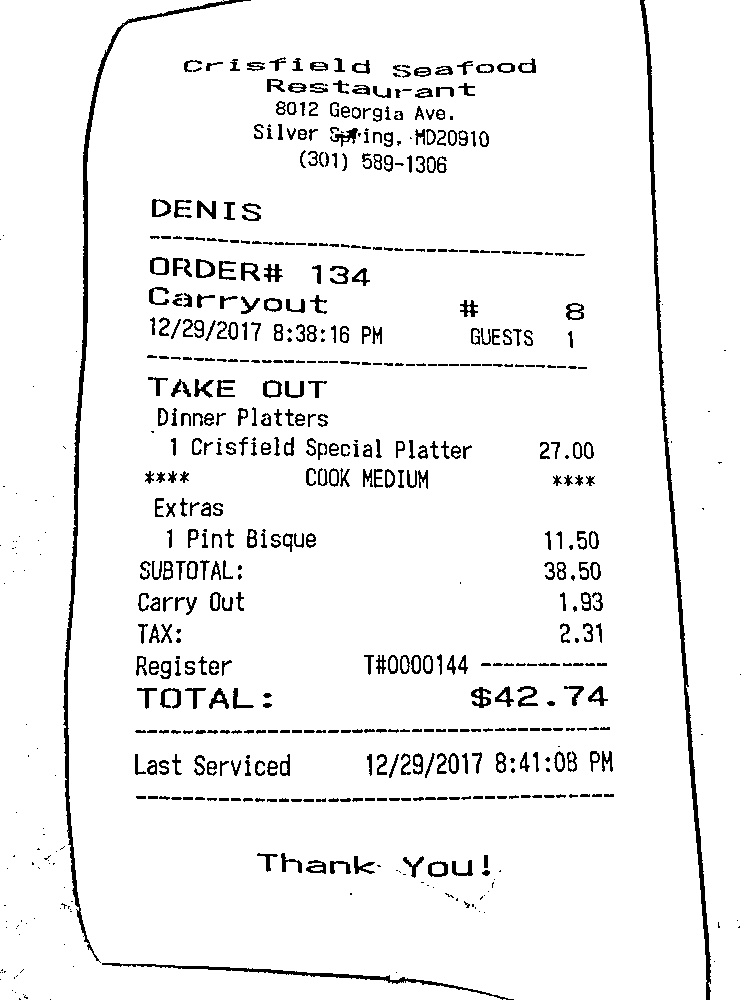 Crisfield Seafood
Restaurant
8012 Georgia Ave.
Silver Spring, MD20910
(301) 589-1306
DENIS
ORDER# 134
Carryout # 8
12/29/2017 8:38:16 PM GUESTS 1
TAKE OUT
Dinner Platters
1 Crisfield Special Platter 27.00
**** COOK MEDIUM ****
Extras
1 Pint Bisque 11.50
SUBTOTAL: 38.50
Carry Out 1.93
TAX: 2.31
Register T#0000144 -----------
TOTAL: $42.74
Last Serviced 12/29/2017 8:41:08 PM
Thank You!